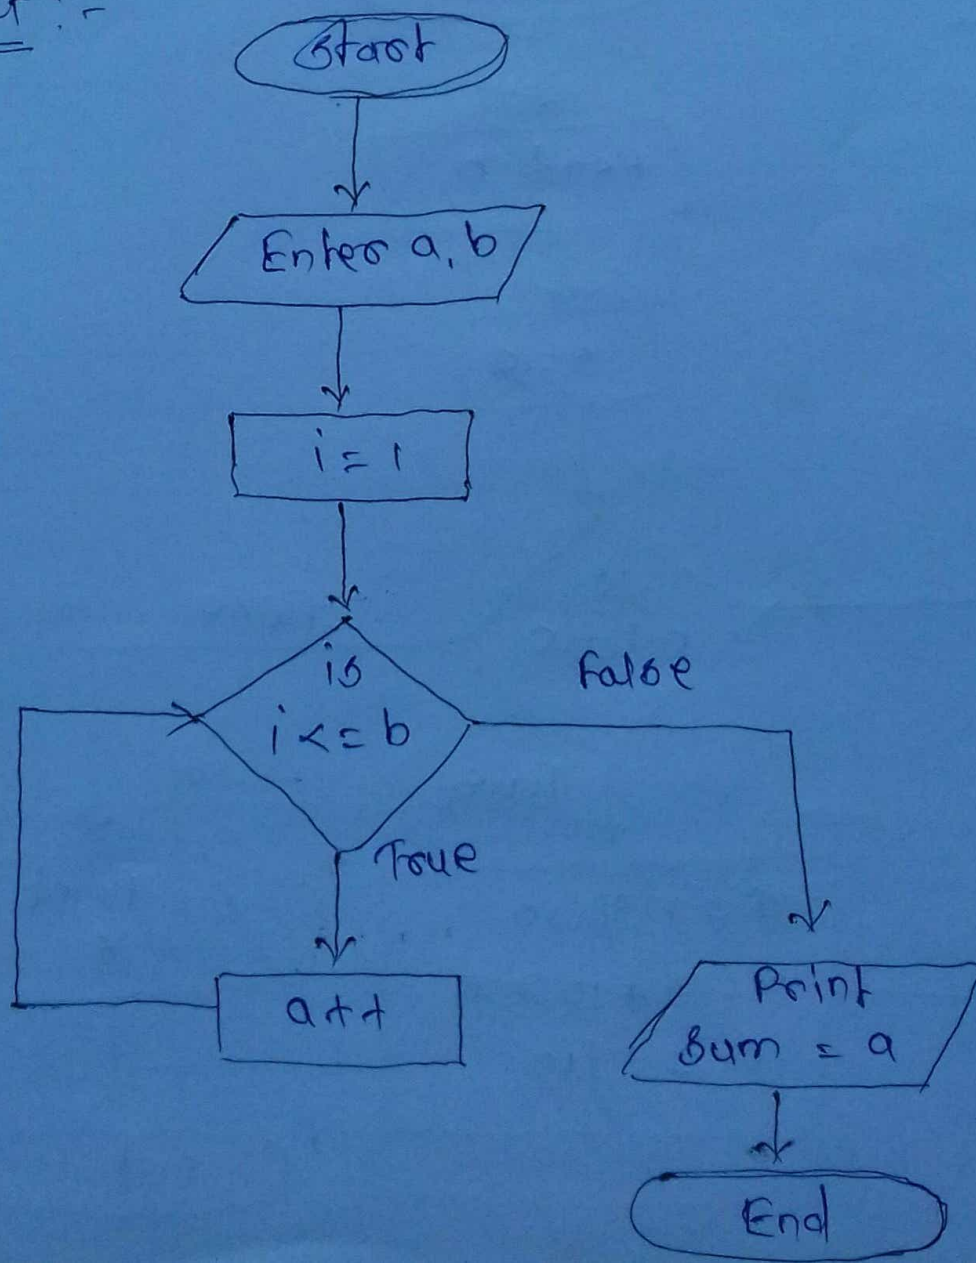 Start
Enter a, b
i = 1
is
i <= b
False
True
a++
Print
Sum = a
End